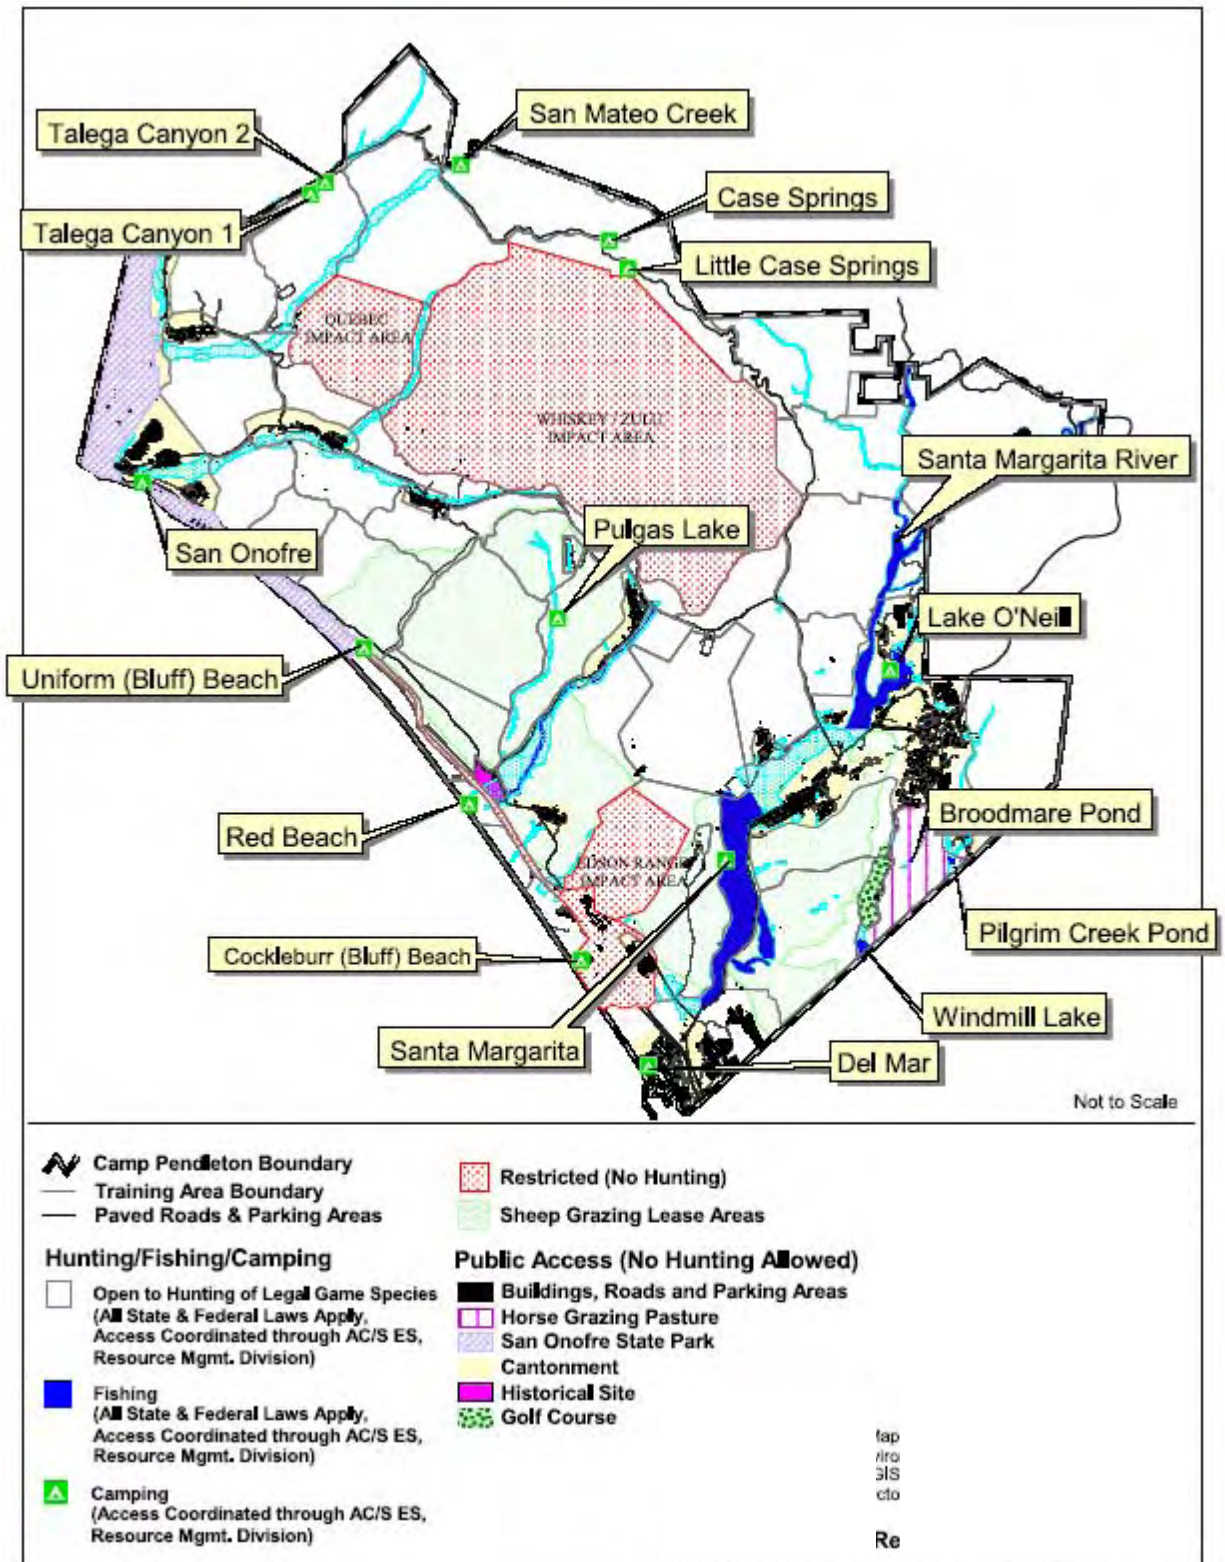 San Mateo Creek
Talega Canyon 2
Case Springs
Talega Canyon 1
Little Case Springs
QUEBEC
IMPACT AREA
WHISKEY / ZULU
IMPACT AREA
Santa Margarita River
Pulgas Lake
San Onofre
Lake O'Neill
Uniform (Bluff) Beach
Broodmare Pond
Red Beach
EDSON RANGE
IMPACT AREA
Pilgrim Creek Pond
Cockleburr (Bluff) Beach
Windmill Lake
Santa Margarita
Del Mar
Not to Scale
Camp Pendleton Boundary
Training Area Boundary
Paved Roads & Parking Areas
Restricted (No Hunting)
Sheep Grazing Lease Areas
Hunting/Fishing/Camping
Open to Hunting of Legal Game Species
(All State & Federal Laws Apply,
Access Coordinated through AC/S ES,
Resource Mgmt. Division)
Fishing
(All State & Federal Laws Apply,
Access Coordinated through AC/S ES,
Resource Mgmt. Division)
Camping
(Access Coordinated through AC/S ES,
Resource Mgmt. Division)
Public Access (No Hunting Allowed)
Buildings, Roads and Parking Areas
Horse Grazing Pasture
San Onofre State Park
Cantonment
Historical Site
Golf Course
Re